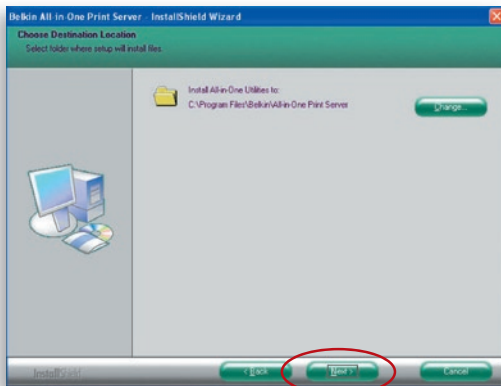 Belkin All-in-One Print Server - InstallShield Wizard
Choose Destination Location
Select folder where setup will install files.
Install All-in-One Utilities to:
C:\Program Files\Belkin\All-in-One Print Server
Change...
InstallShield
< Back
Next >
Cancel